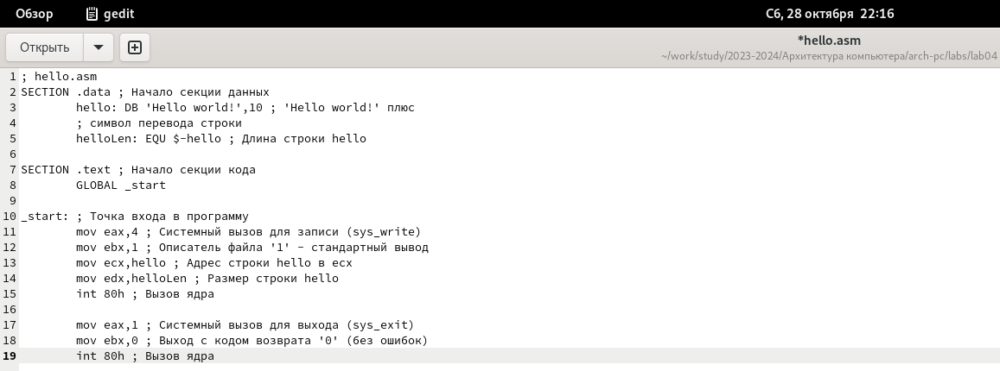 Обзор gedit Сб, 28 октября 22:16
Открыть *hello.asm
~/work/study/2023-2024/Архитектура компьютера/arch-pc/labs/lab04
1 ; hello.asm
2 SECTION .data ; Начало секции данных
3         hello: DB 'Hello world!',10 ; 'Hello world!' плюс
4         ; символ перевода строки
5         helloLen: EQU $-hello ; Длина строки hello
6
7 SECTION .text ; Начало секции кода
8         GLOBAL _start
9
10 _start: ; Точка входа в программу
11         mov eax,4 ; Системный вызов для записи (sys_write)
12         mov ebx,1 ; Описатель файла '1' - стандартный вывод
13         mov ecx,hello ; Адрес строки hello в ecx
14         mov edx,helloLen ; Размер строки hello
15         int 80h ; Вызов ядра
16
17         mov eax,1 ; Системный вызов для выхода (sys_exit)
18         mov ebx,0 ; Выход с кодом возврата '0' (без ошибок)
19         int 80h ; Вызов ядра